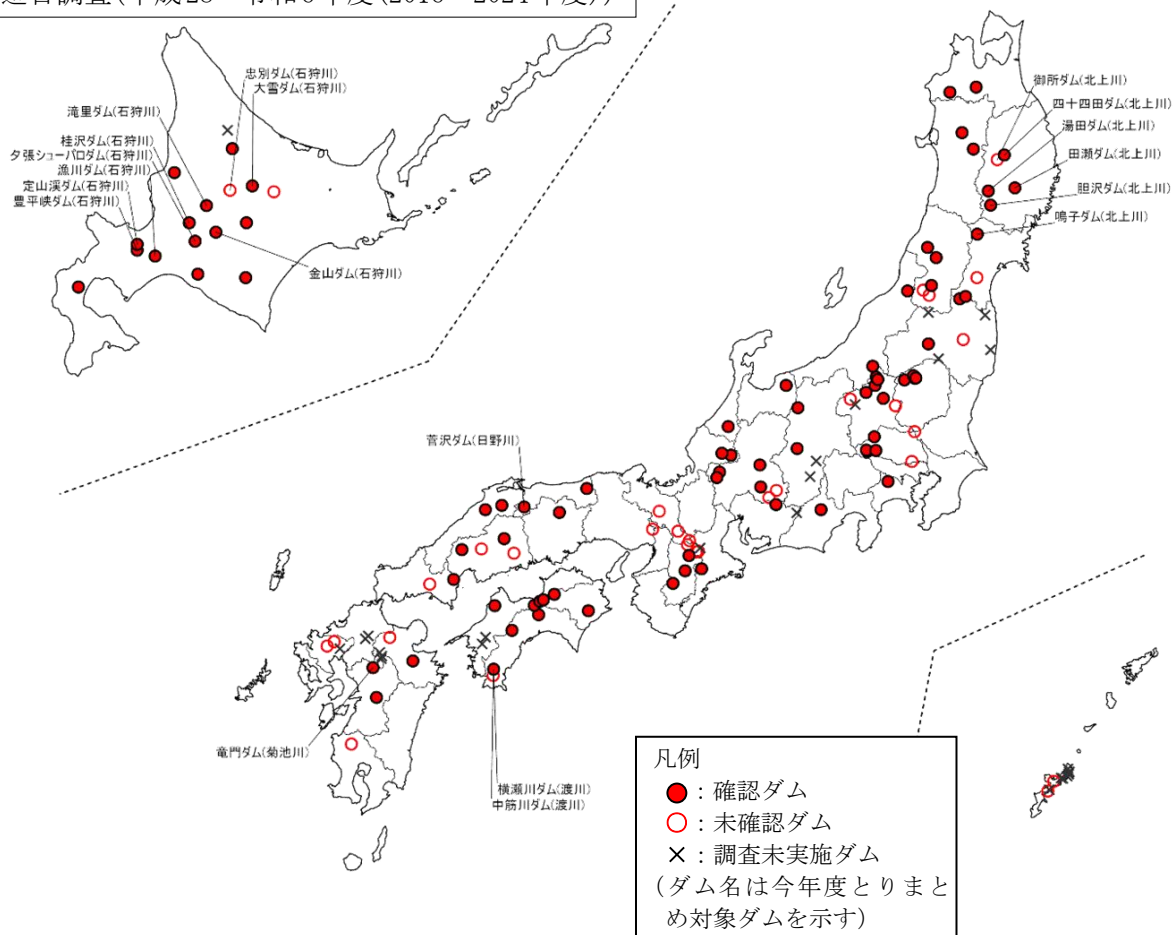 忠別ダム(石狩川)
大雪ダム(石狩川)
滝里ダム(石狩川)
桂沢ダム(石狩川)
夕張シューパロダム(石狩川)
漁川ダム(石狩川)
定山渓ダム(石狩川)
豊平峡ダム(石狩川)
金山ダム(石狩川)
御所ダム(北上川)
四十四田ダム(北上川)
湯田ダム(北上川)
田瀬ダム(北上川)
胆沢ダム(北上川)
鳴子ダム(北上川)
菅沢ダム(日野川)
竜門ダム(菊池川)
横瀬川ダム(渡川)
中筋川ダム(渡川)
凡例
：確認ダム
：未確認ダム
×：調査未実施ダム
(ダム名は今年度とりまと
め対象ダムを示す)